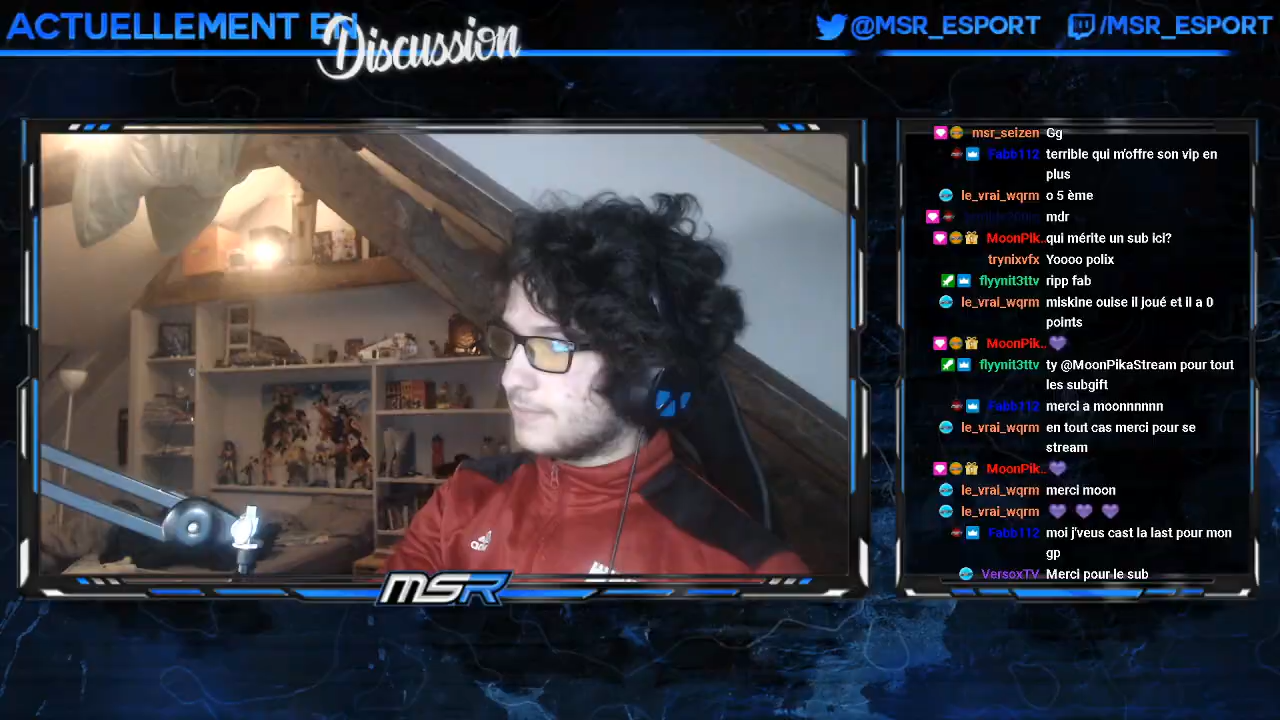 ACTUELLEMENT EN
Discussion
@MSR_ESPORT
/MSR_ESPORT
msr_seizen Gg
Fabb112 terrible qui m'offre son vip en
plus
le_vrai_wqrm o 5 ème
mdr
MoonPik.. qui mérite un sub ici?
trynixvfx Yoooo polix
flyynit3ttv ripp fab
le_vrai_wqrm miskine ouise il joué et il a 0
points
MoonPik.. 💜
flyynit3ttv ty @MoonPikaStream pour tout
les subgift
Fabb112 merci a moonnnnnn
le_vrai_wqrm en tout cas merci pour se
stream
MoonPik.. 💜
le_vrai_wqrm merci moon
le_vrai_wqrm 💜 💜 💜
Fabb112 moi j'veus cast la last pour mon
gp
VersoxTV Merci pour le sub
adi
MSR